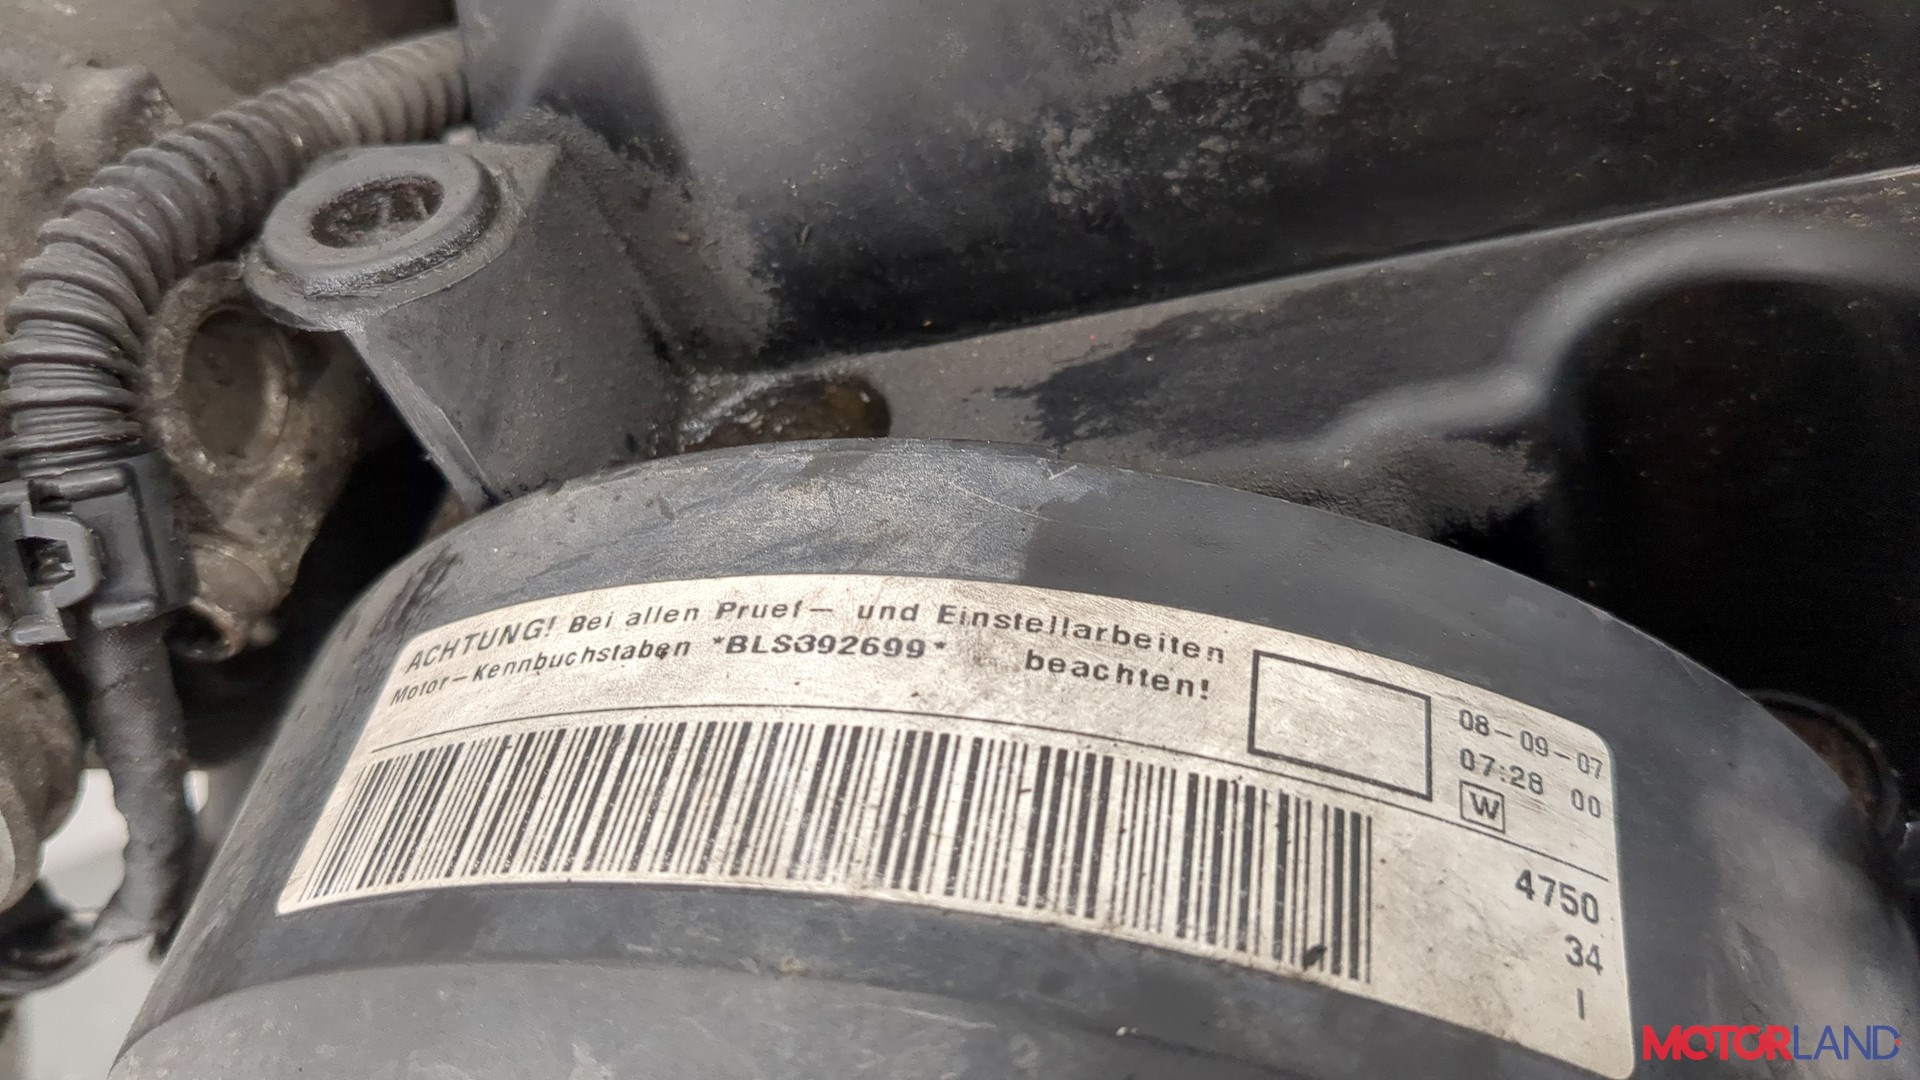 ACHTUNG! Bei allen Pruef- und Einstellarbeiten
Motor-Kennbuchstaben *BLS392699* beachten!
08-09-07
07:28 00
W
4750
34
I
MOTORLAND